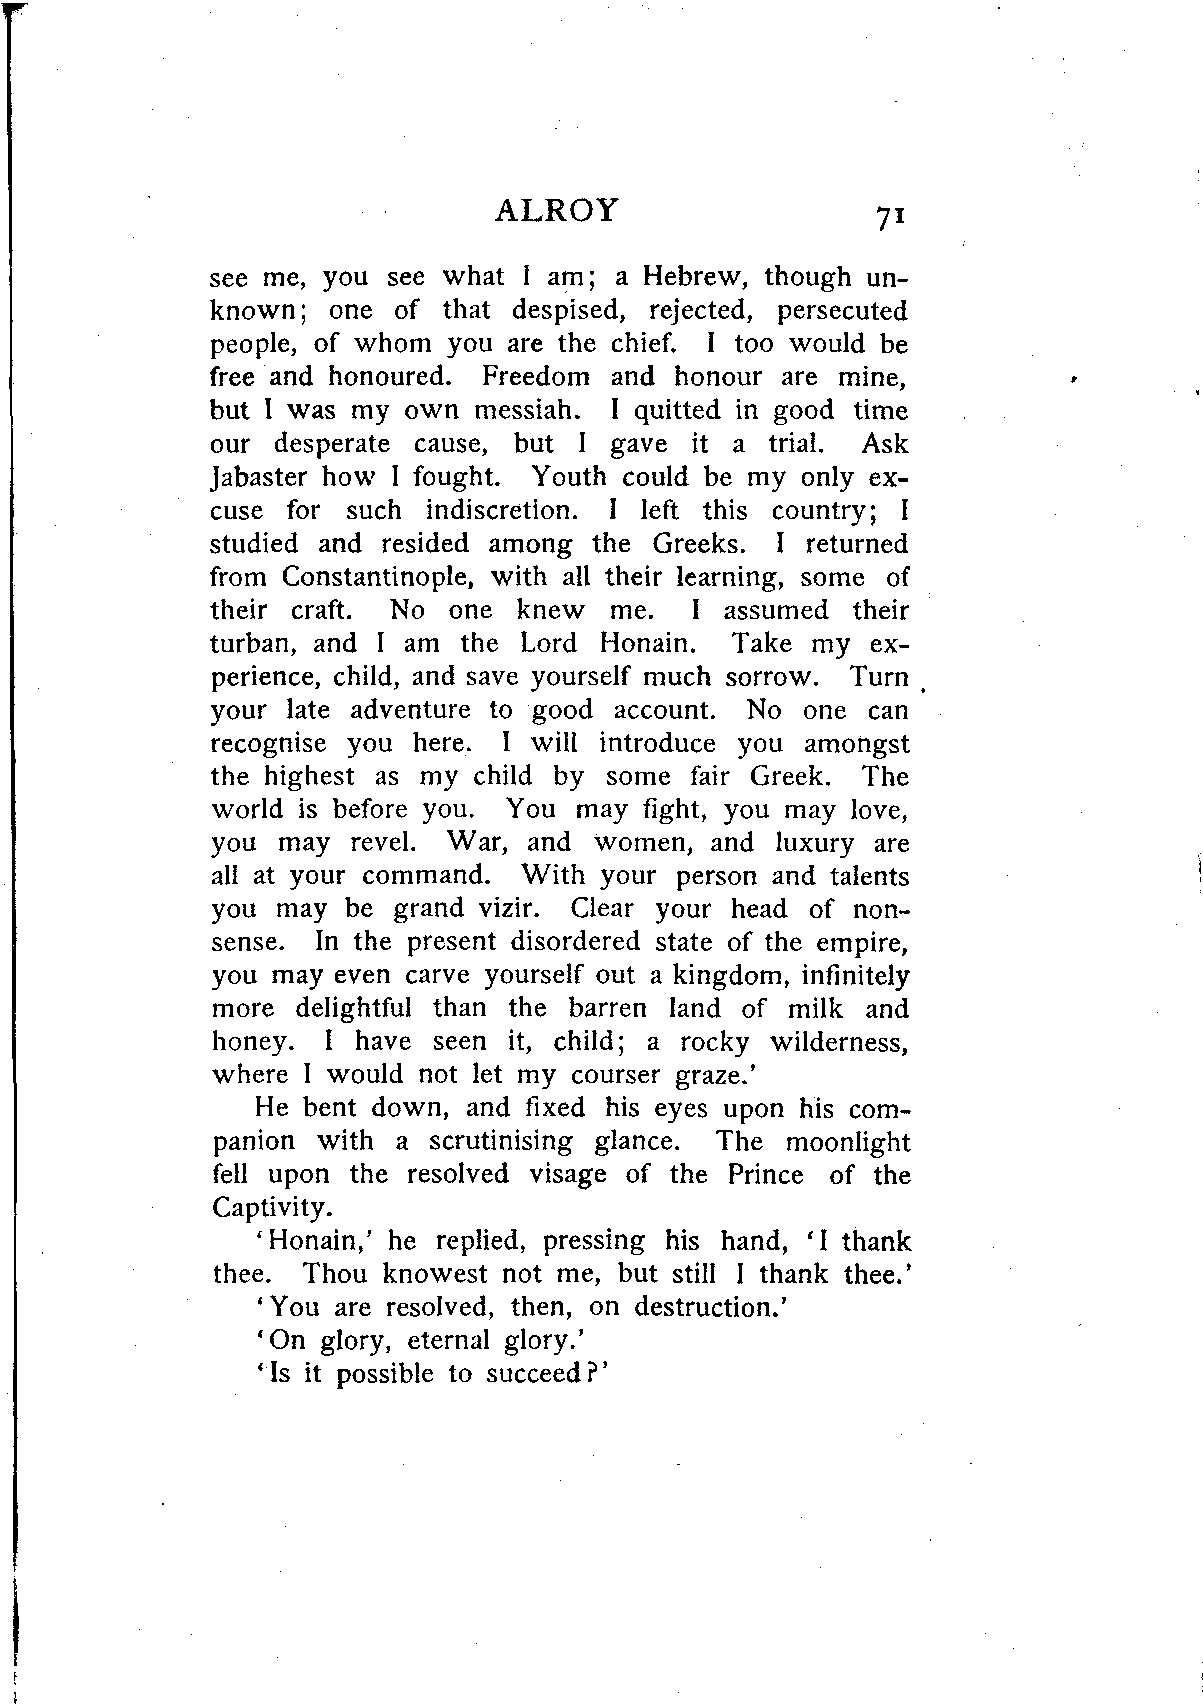 ALROY 71
see me, you see what I am; a Hebrew, though un-
known; one of that despised, rejected, persecuted
people, of whom you are the chief. I too would be
free and honoured. Freedom and honour are mine,
but I was my own messiah. I quitted in good time
our desperate cause, but I gave it a trial. Ask
Jabaster how I fought. Youth could be my only ex-
cuse for such indiscretion. I left this country; I
studied and resided among the Greeks. I returned
from Constantinople, with all their learning, some of
their craft. No one knew me. I assumed their
turban, and I am the Lord Honain. Take my ex-
perience, child, and save yourself much sorrow. Turn
your late adventure to good account. No one can
recognise you here. I will introduce you amongst
the highest as my child by some fair Greek. The
world is before you. You may fight, you may love,
you may revel. War, and women, and luxury are
all at your command. With your person and talents
you may be grand vizir. Clear your head of non-
sense. In the present disordered state of the empire,
you may even carve yourself out a kingdom, infinitely
more delightful than the barren land of milk and
honey. I have seen it, child; a rocky wilderness,
where I would not let my courser graze.'
He bent down, and fixed his eyes upon his com-
panion with a scrutinising glance. The moonlight
fell upon the resolved visage of the Prince of the
Captivity.
'Honain,' he replied, pressing his hand, 'I thank
thee. Thou knowest not me, but still I thank thee.'
'You are resolved, then, on destruction.'
'On glory, eternal glory.'
'Is it possible to succeed?'